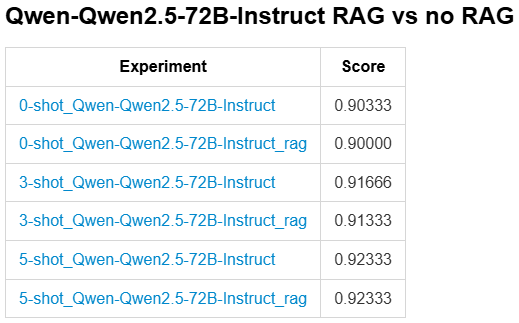 Qwen-Qwen2.5-72B-Instruct RAG vs no RAG
Experiment Score
0-shot_Qwen-Qwen2.5-72B-Instruct 0.90333
0-shot_Qwen-Qwen2.5-72B-Instruct_rag 0.90000
3-shot_Qwen-Qwen2.5-72B-Instruct 0.91666
3-shot_Qwen-Qwen2.5-72B-Instruct_rag 0.91333
5-shot_Qwen-Qwen2.5-72B-Instruct 0.92333
5-shot_Qwen-Qwen2.5-72B-Instruct_rag 0.92333